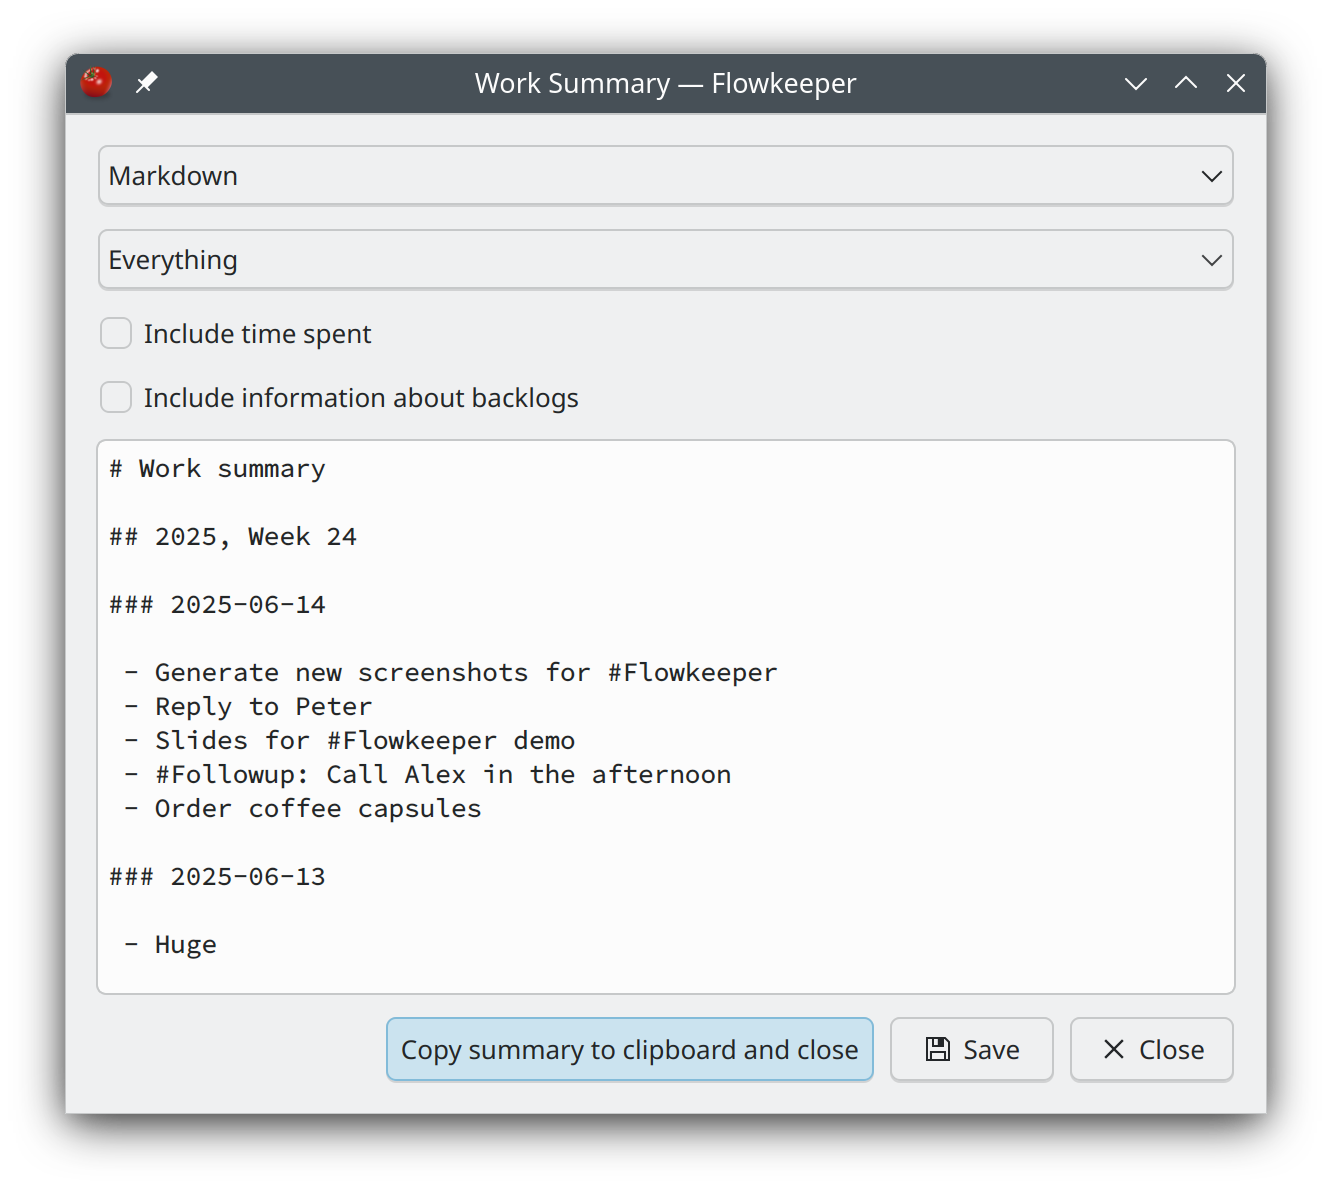 Work Summary — Flowkeeper
Markdown
Everything
Include time spent
Include information about backlogs
# Work summary
## 2025, Week 24
### 2025-06-14
- Generate new screenshots for #Flowkeeper
- Reply to Peter
- Slides for #Flowkeeper demo
- #Followup: Call Alex in the afternoon
- Order coffee capsules
### 2025-06-13
- Huge
Copy summary to clipboard and close
Save
Close